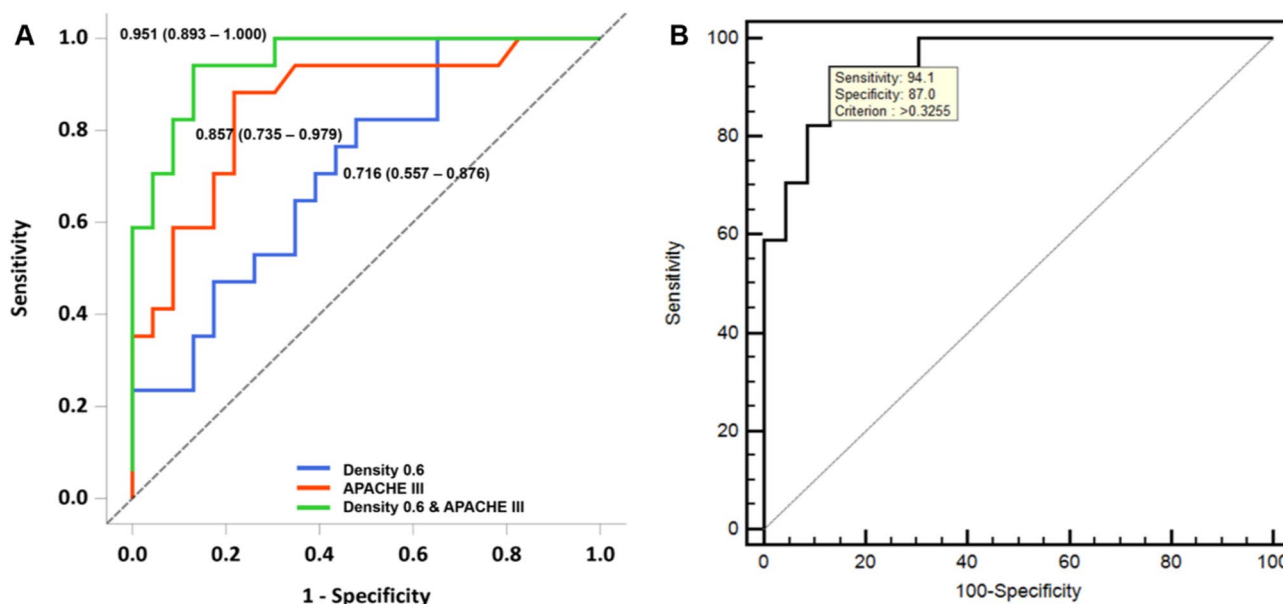 A
0.951 (0.893 – 1.000)
0.857 (0.735 – 0.979)
0.716 (0.557 – 0.876)
1.0
0.8
0.6
0.4
0.2
0.0
Sensitivity
Density 0.6
APACHE III
Density 0.6 & APACHE III
0.0 0.2 0.4 0.6 0.8 1.0
1 - Specificity
B
100
80
60
40
20
0
Sensitivity
Sensitivity: 94.1
Specificity: 87.0
Criterion : >0.3255
0 20 40 60 80 100
100-Specificity